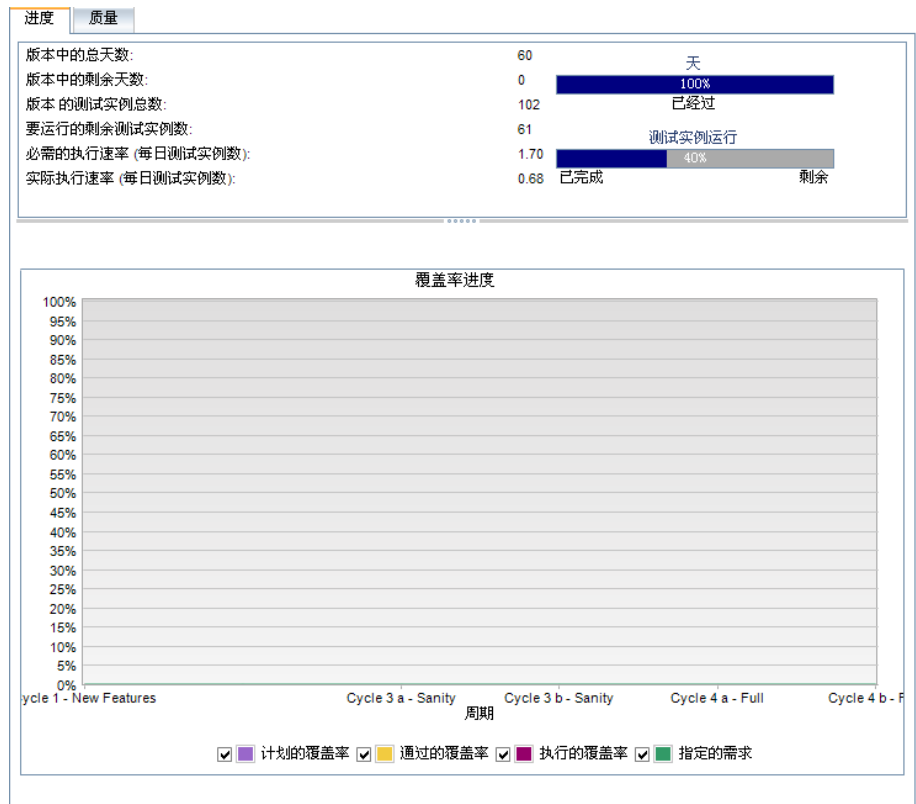 进度 质量
版本中的总天数: 60
天
版本中的剩余天数: 0
100%
版本 的测试实例总数: 102
已经过
要运行的剩余测试实例数: 61
测试实例运行
必需的执行速率 (每日测试实例数): 1.70
40%
实际执行速率 (每日测试实例数): 0.68
已完成 剩余
覆盖率进度
100%
95%
90%
85%
80%
75%
70%
65%
60%
55%
50%
45%
40%
35%
30%
25%
20%
15%
10%
5%
0%
ycle 1 - New Features Cycle 3 a - Sanity Cycle 3 b - Sanity Cycle 4 a - Full Cycle 4 b - F
周期
计划的覆盖率 通过的覆盖率 执行的覆盖率 指定的需求